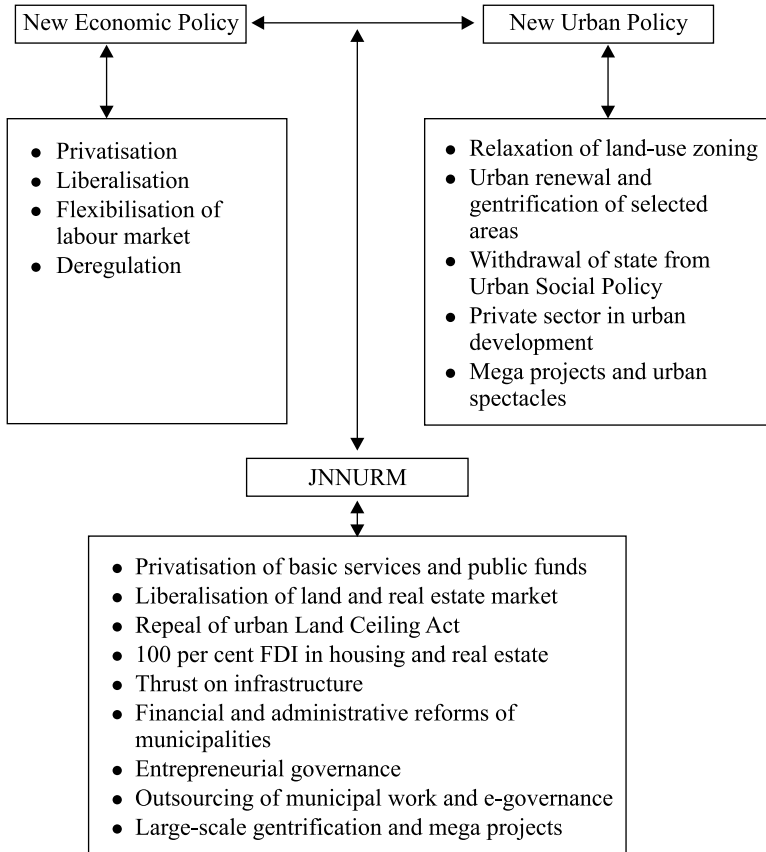 New Economic Policy
New Urban Policy
• Privatisation
• Liberalisation
• Flexibilisation of
labour market
• Deregulation
• Relaxation of land-use zoning
• Urban renewal and
gentrification of selected
areas
• Withdrawal of state from
Urban Social Policy
• Private sector in urban
development
• Mega projects and urban
spectacles
JNNURM
• Privatisation of basic services and public funds
• Liberalisation of land and real estate market
• Repeal of urban Land Ceiling Act
• 100 per cent FDI in housing and real estate
• Thrust on infrastructure
• Financial and administrative reforms of
municipalities
• Entrepreneurial governance
• Outsourcing of municipal work and e-governance
• Large-scale gentrification and mega projects